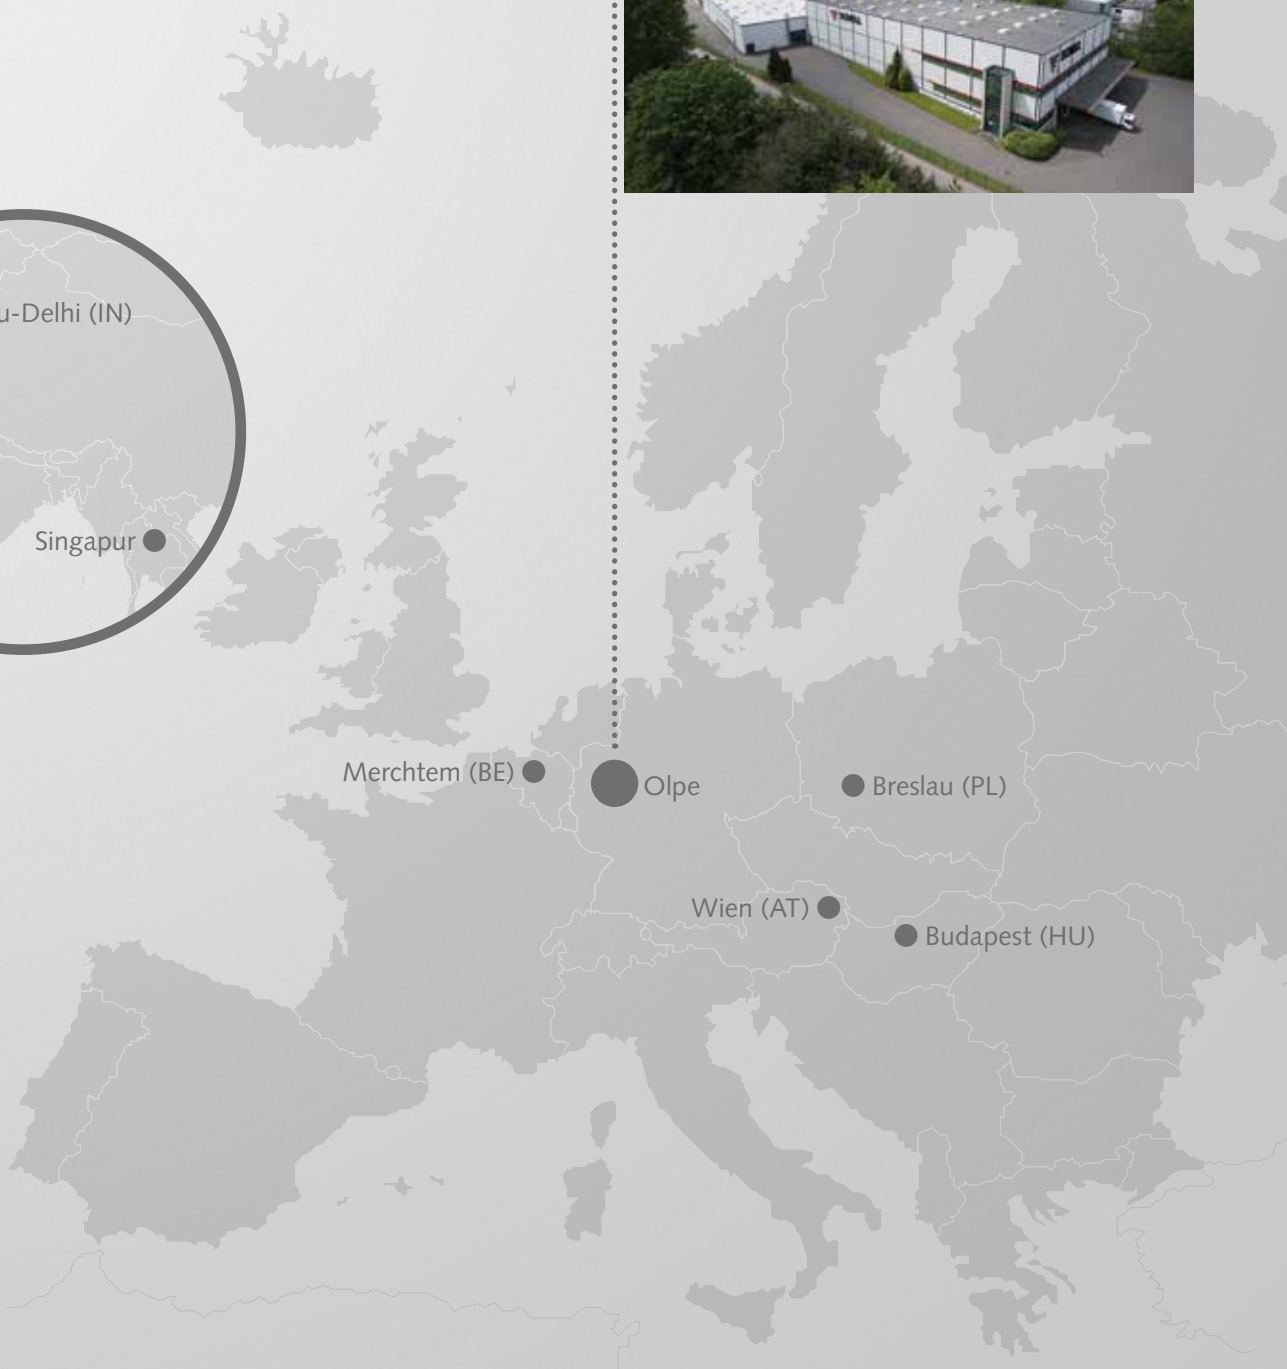 u-Delhi (IN)
Singapur
Merchtem (BE)
Olpe
Breslau (PL)
Wien (AT)
Budapest (HU)